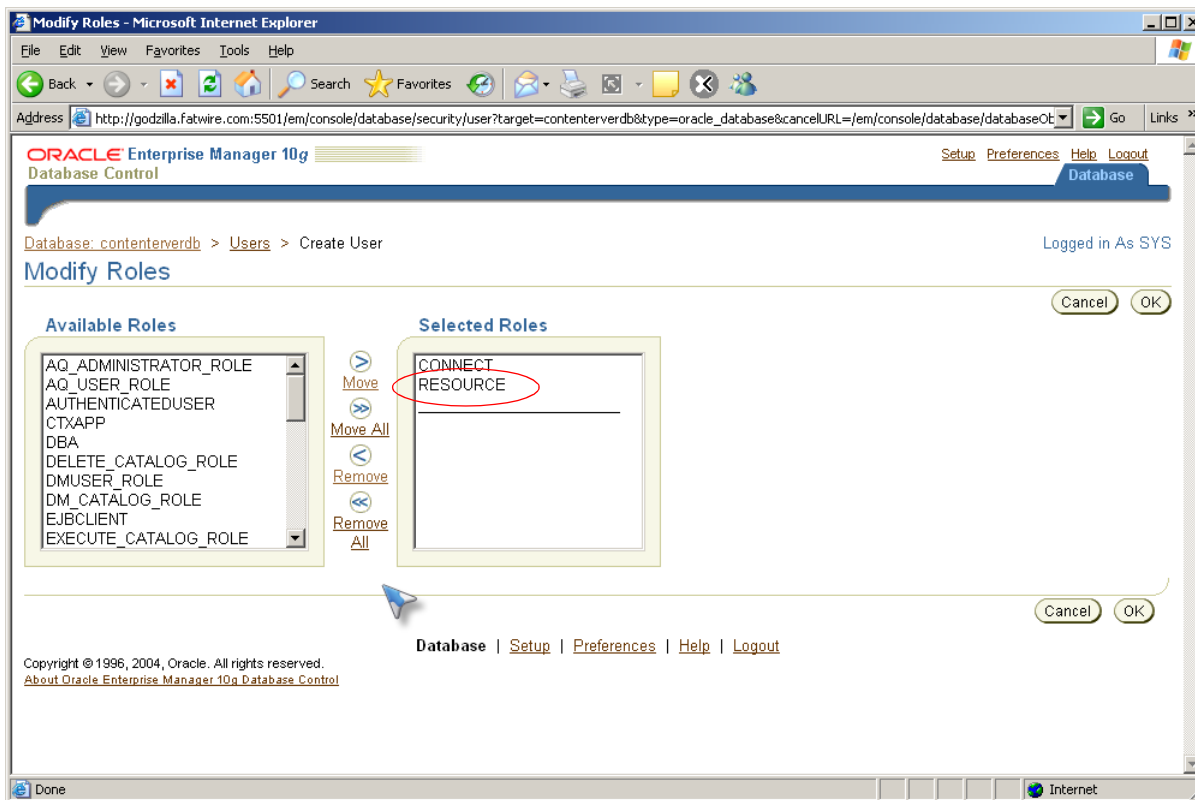 Modify Roles - Microsoft Internet Explorer
File Edit View Favorites Tools Help
Back Search Favorites
Address http://godzilla.fatwire.com:5501/em/console/database/security/user?target=contenterverdb&type=oracle_database&cancelURL=/em/console/database/databaseOb Go Links »
ORACLE Enterprise Manager 10g
Database Control
Setup Preferences Help Logout
Database
Database: contenterverdb > Users > Create User
Logged in As SYS
Modify Roles
Cancel OK
Available Roles
Selected Roles
AQ_ADMINISTRATOR_ROLE
AQ_USER_ROLE
AUTHENTICATEDUSER
CTXAPP
DBA
DELETE_CATALOG_ROLE
DMUSER_ROLE
DM_CATALOG_ROLE
EJBCLIENT
EXECUTE_CATALOG_ROLE
Move
Move All
Remove
Remove
All
CONNECT
RESOURCE
Cancel OK
Database | Setup | Preferences | Help | Logout
Copyright © 1996, 2004, Oracle. All rights reserved.
About Oracle Enterprise Manager 10g Database Control
Done
Internet